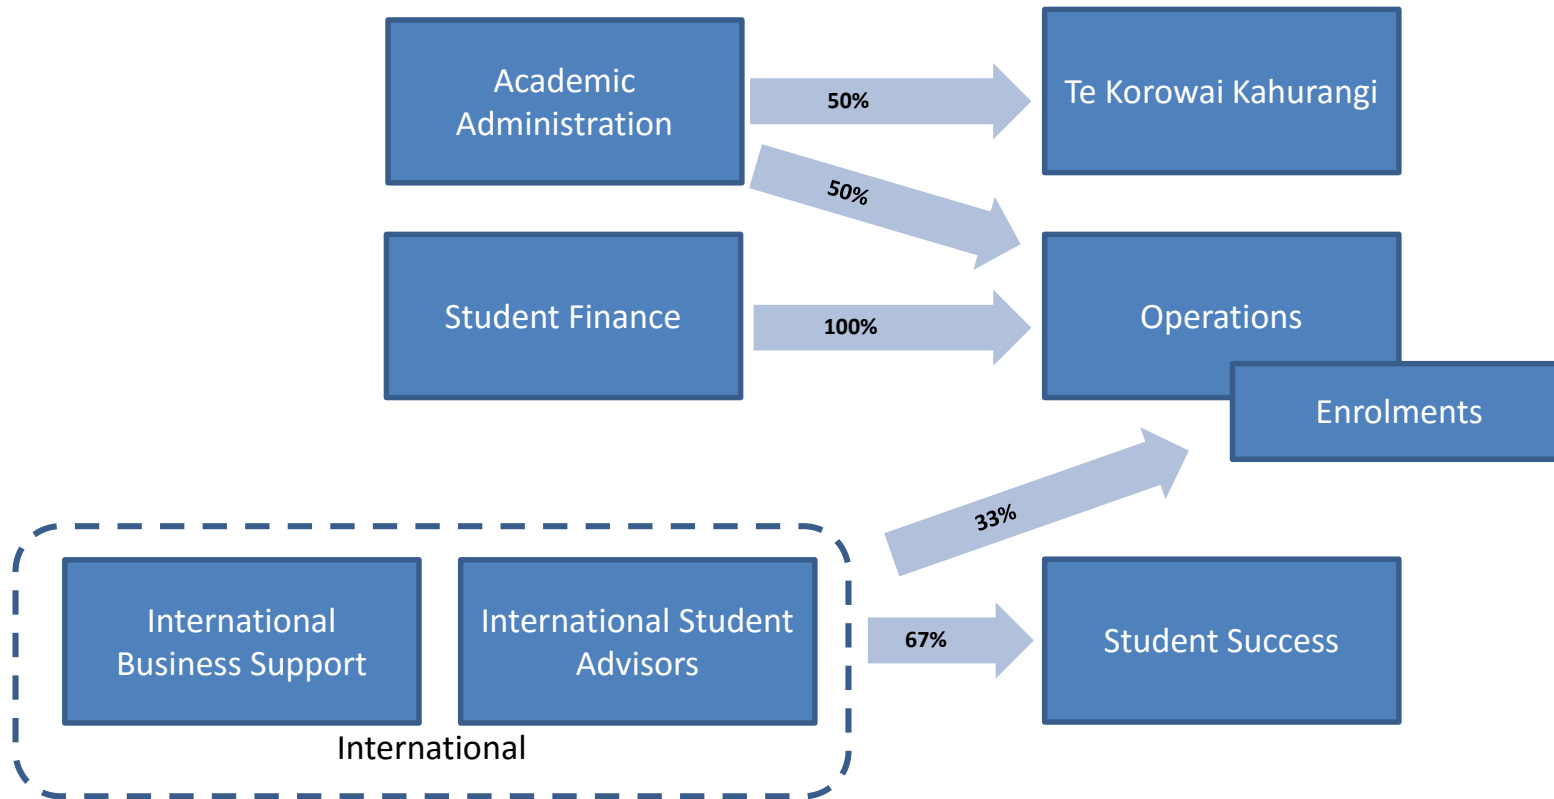 Academic
Administration
50%
Te Korowai Kahurangi
50%
Student Finance
100%
Operations
Enrolments
33%
International
Business Support
International Student
Advisors
67%
Student Success
International